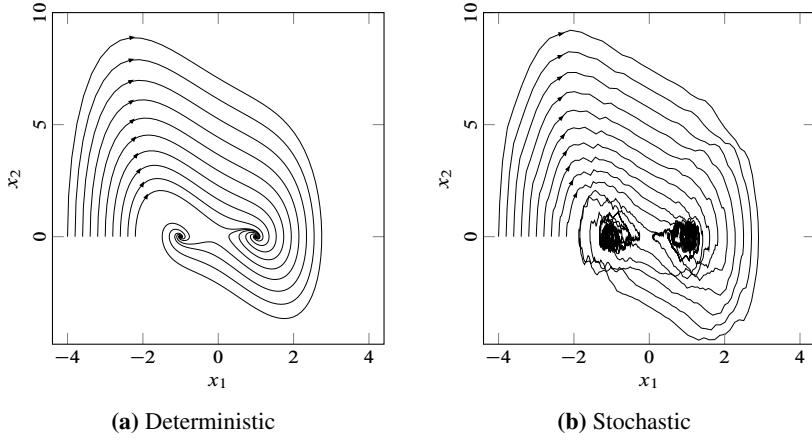 10
5
0
x₂
−4 −2 0 2 4
x₁
(a) Deterministic
10
5
0
x₂
−4 −2 0 2 4
x₁
(b) Stochastic